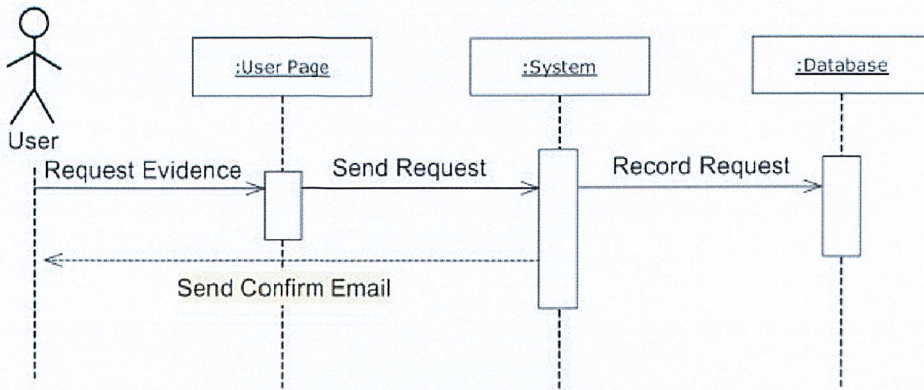 :User Page
:System
:Database
User
Request Evidence
Send Request
Record Request
Send Confirm Email